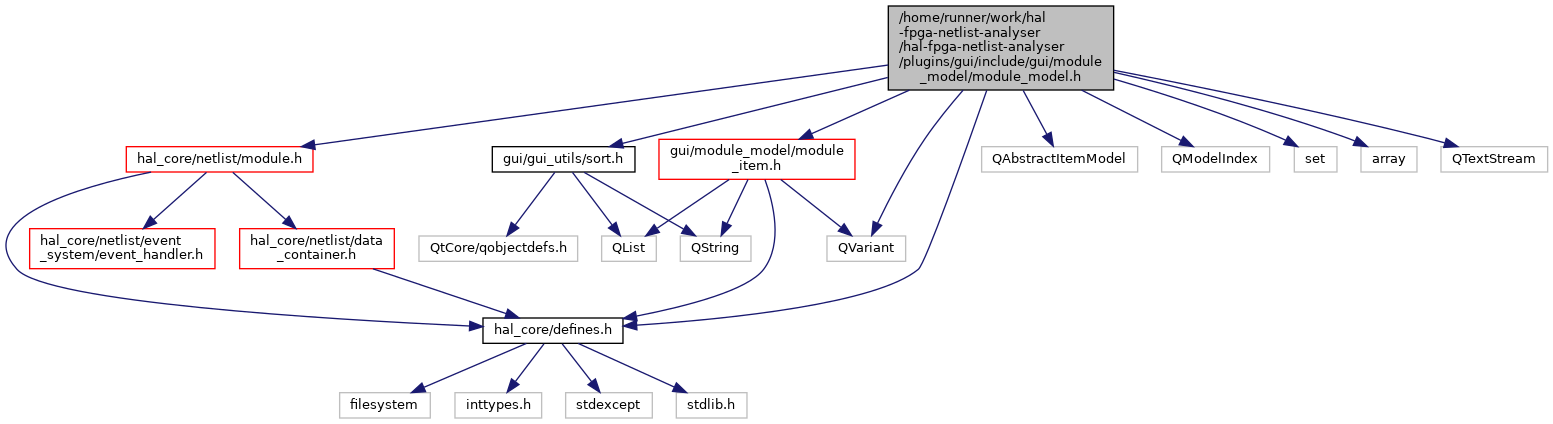 /home/runner/work/hal
-fpga-netlist-analyser
/hal-fpga-netlist-analyser
/plugins/gui/include/gui/module
_model/module_model.h
hal_core/netlist/module.h
gui/gui_utils/sort.h
gui/module_model/module
_item.h
QAbstractItemModel
QModelIndex
set
array
QTextStream
hal_core/netlist/event
_system/event_handler.h
hal_core/netlist/data
_container.h
QtCore/qobjectdefs.h
QList
QString
QVariant
hal_core/defines.h
filesystem
inttypes.h
stdexcept
stdlib.h